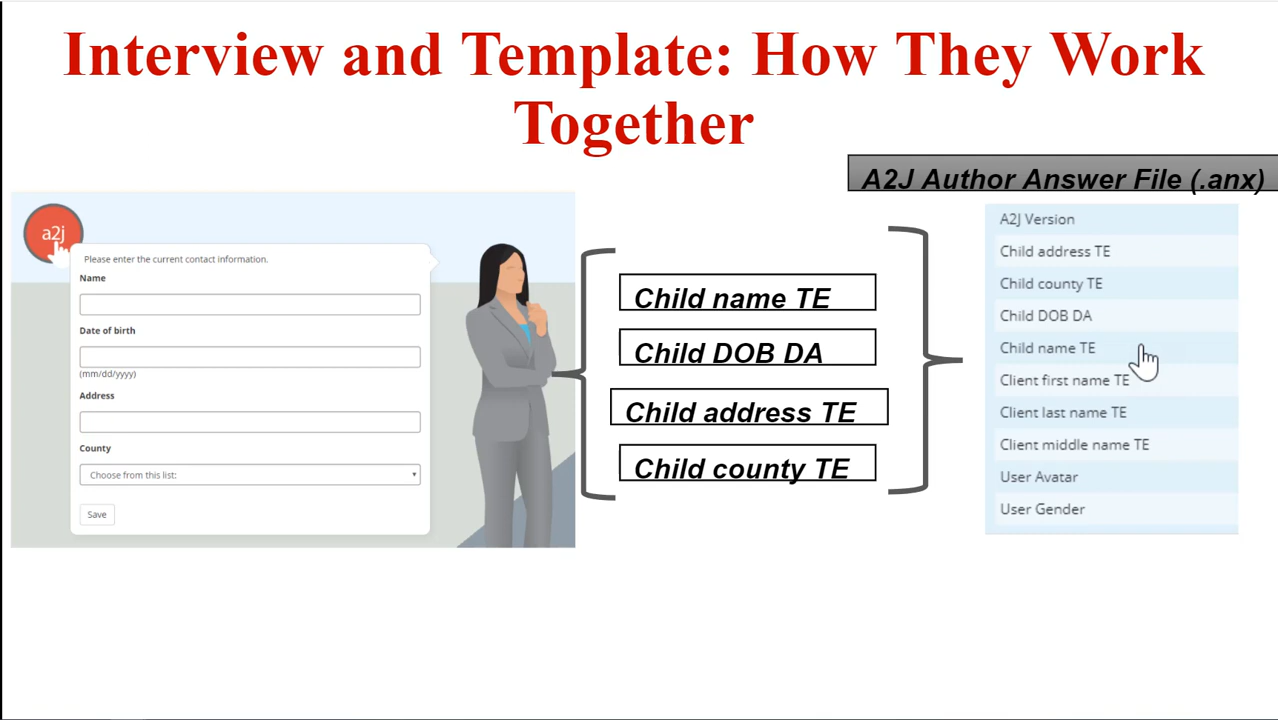 Interview and Template: How They Work
Together
A2J Author Answer File (.anx)
a2j
Please enter the current contact information.
Name
Date of birth
(mm/dd/yyyy)
Address
County
Choose from this list:
Save
Child name TE
Child DOB DA
Child address TE
Child county TE
A2J Version
Child address TE
Child county TE
Child DOB DA
Child name TE
Client first name TE
Client last name TE
Client middle name TE
User Avatar
User Gender